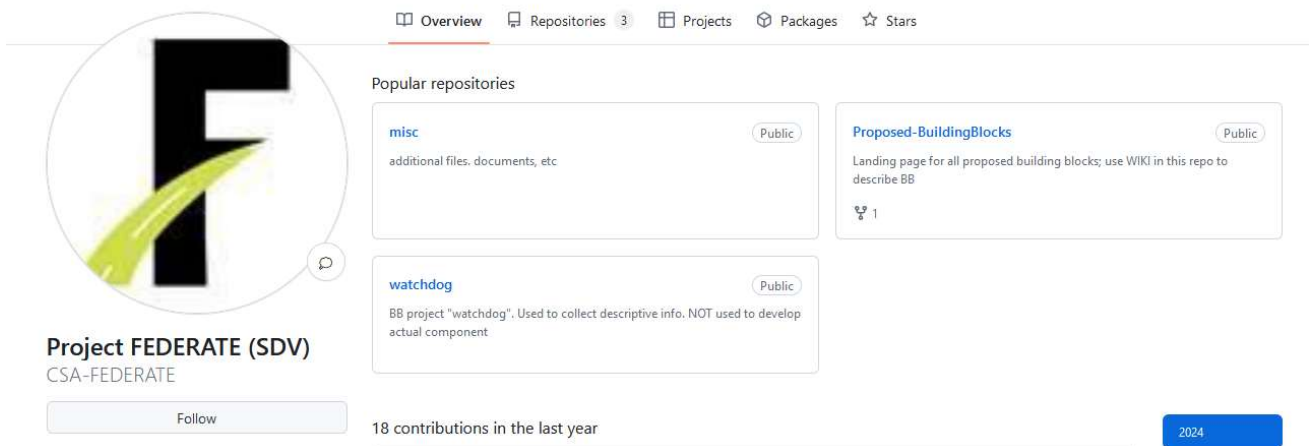 Overview Repositories 3 Projects Packages Stars
Popular repositories
misc Public
additional files. documents, etc
Proposed-BuildingBlocks Public
Landing page for all proposed building blocks; use WIKI in this repo to
describe BB
1
watchdog Public
BB project "watchdog". Used to collect descriptive info. NOT used to develop
actual component
F
Project FEDERATE (SDV)
CSA-FEDERATE
Follow
18 contributions in the last year
2024